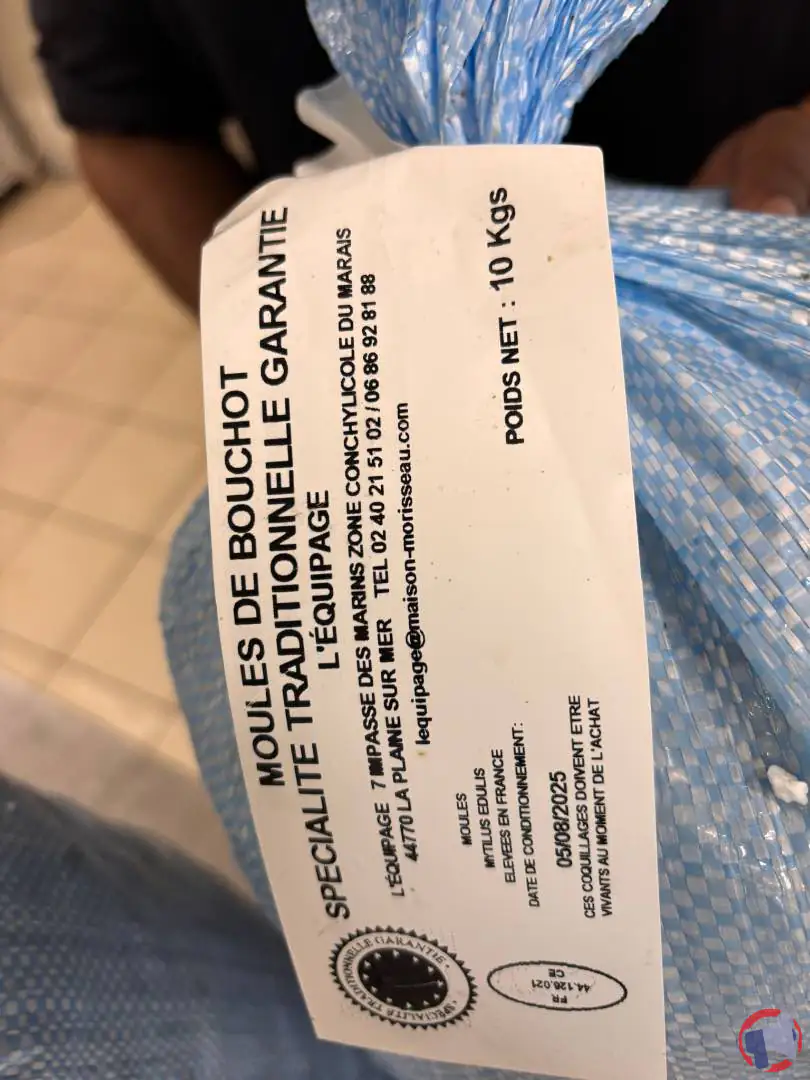 MOULES DE BOUCHOT
SPECIALITE TRADITIONNELLE GARANTIE
L'ÉQUIPAGE
L'ÉQUIPAGE 7 IMPASSE DES MARINS ZONE CONCHYLICOLE DU MARAIS
44770 LA PLAINE SUR MER TEL 02 40 21 51 02 / 06 86 92 81 88
lequipage@maison-morisseau.com
MOULES
MYTILUS EDULIS
ELEVEES EN FRANCE
DATE DE CONDITIONNEMENT:
POIDS NET : 10 Kgs
05/08/2025
CES COQUILLAGES DOIVENT ETRE
VIVANTS AU MOMENT DE L'ACHAT
SPECIALITÉ TRADITIONNELLE GARANTIE
FR
44.126.021
CE